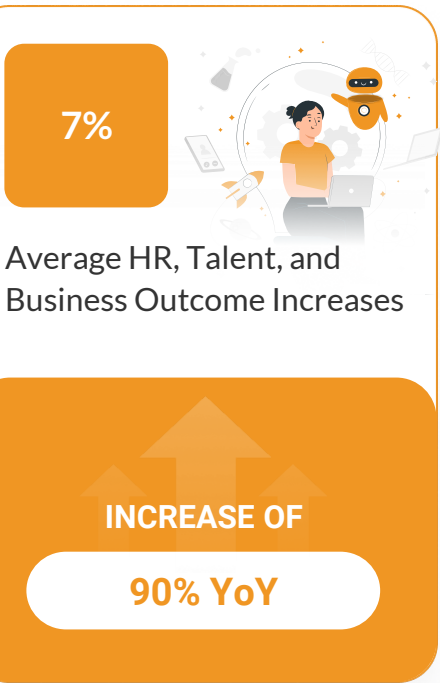 7%
Average HR, Talent, and
Business Outcome Increases
INCREASE OF
90% YoY